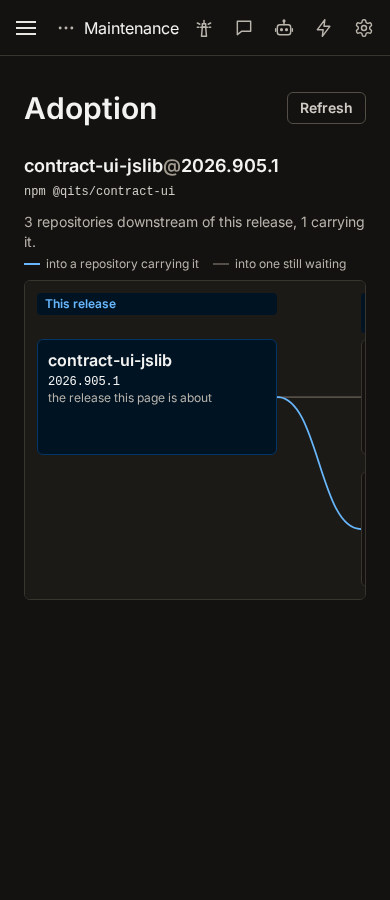 Maintenance
Adoption
Refresh
contract-ui-jslib@2026.905.1
npm @qits/contract-ui
3 repositories downstream of this release, 1 carrying
it.
into a repository carrying it
into one still waiting
This release
contract-ui-jslib
2026.905.1
the release this page is about